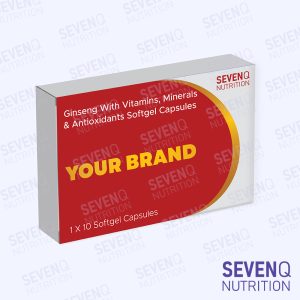 SEVENQ
NUTRITION
Ginseng With Vitamins, Minerals
& Antioxidants Softgel Capsules
YOUR BRAND
1 X 10 Softgel Capsules
SEVENQ
NUTRITION